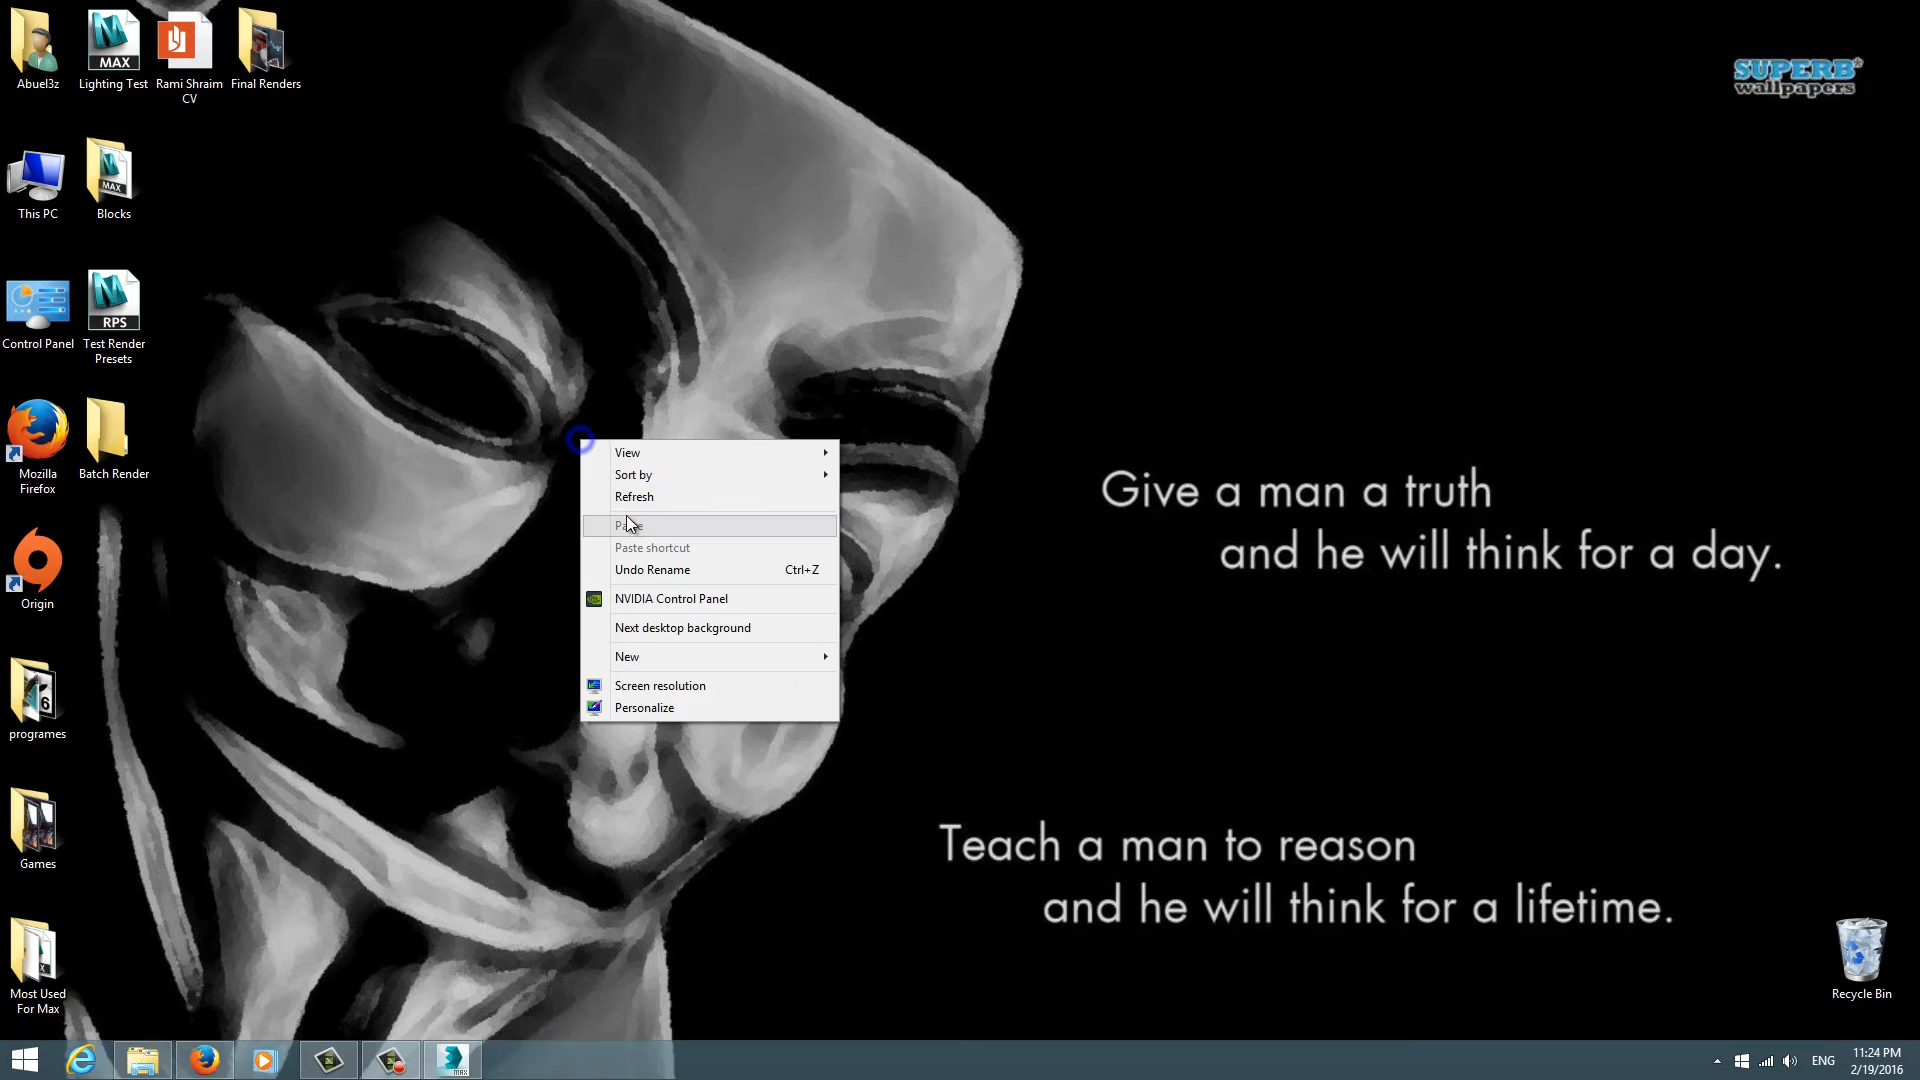 Abuel3z
MAX
Lighting Test
Rami Shraim
CV
Final Renders
SUPERB
wallpapers
This PC
MAX
Blocks
Control Panel
RPS
Test Render
Presets
Mozilla
Firefox
Batch Render
View
Sort by
Refresh
Paste shortcut
Undo Rename Ctrl+Z
NVIDIA Control Panel
Next desktop background
New
Screen resolution
Personalize
Give a man a truth
and he will think for a day.
Origin
programes
Games
Teach a man to reason
and he will think for a lifetime.
Most Used
For Max
Recycle Bin
MAX
ENG
11:24 PM
2/19/2016